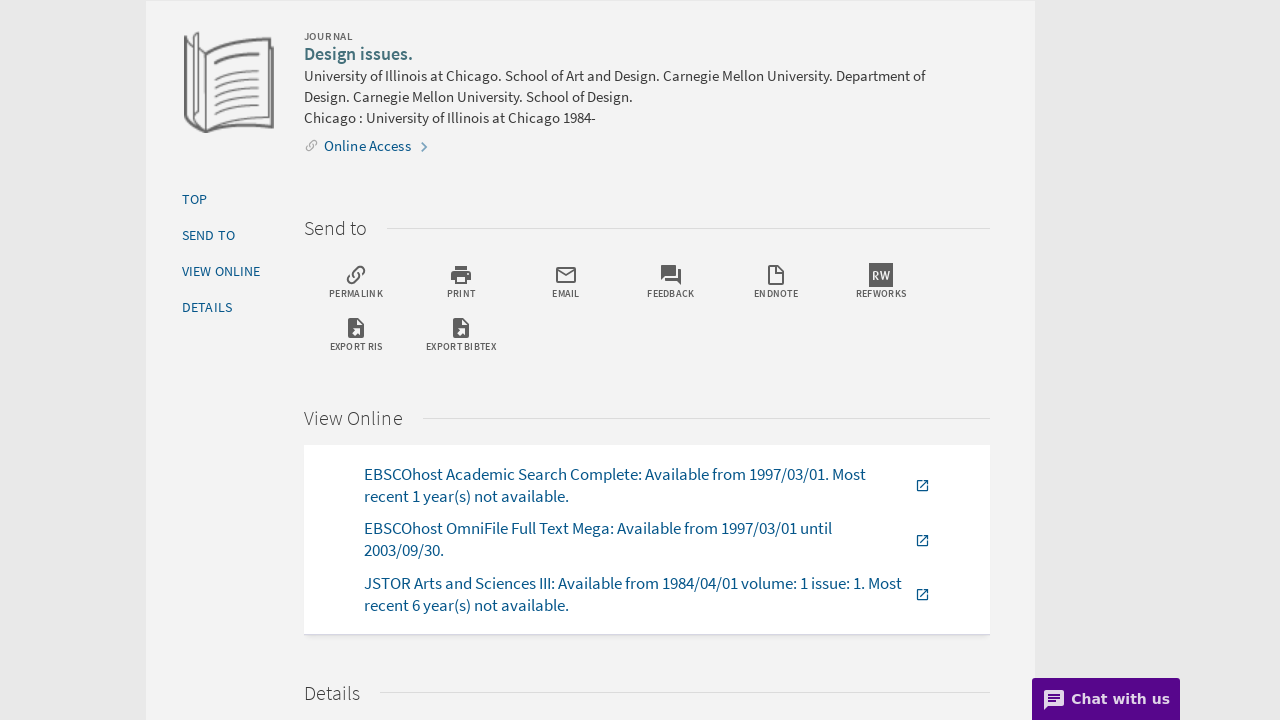 JOURNAL
Design issues.
University of Illinois at Chicago. School of Art and Design. Carnegie Mellon University. Department of
Design. Carnegie Mellon University. School of Design.
Chicago : University of Illinois at Chicago 1984-
Online Access
TOP
SEND TO
VIEW ONLINE
DETAILS
Send to
PERMALINK
PRINT
EMAIL
FEEDBACK
ENDNOTE
RW
REFWORKS
EXPORT RIS
EXPORT BIBTEX
View Online
EBSCOhost Academic Search Complete: Available from 1997/03/01. Most
recent 1 year(s) not available.
EBSCOhost OmniFile Full Text Mega: Available from 1997/03/01 until
2003/09/30.
JSTOR Arts and Sciences III: Available from 1984/04/01 volume: 1 issue: 1. Most
recent 6 year(s) not available.
Details
Chat with us